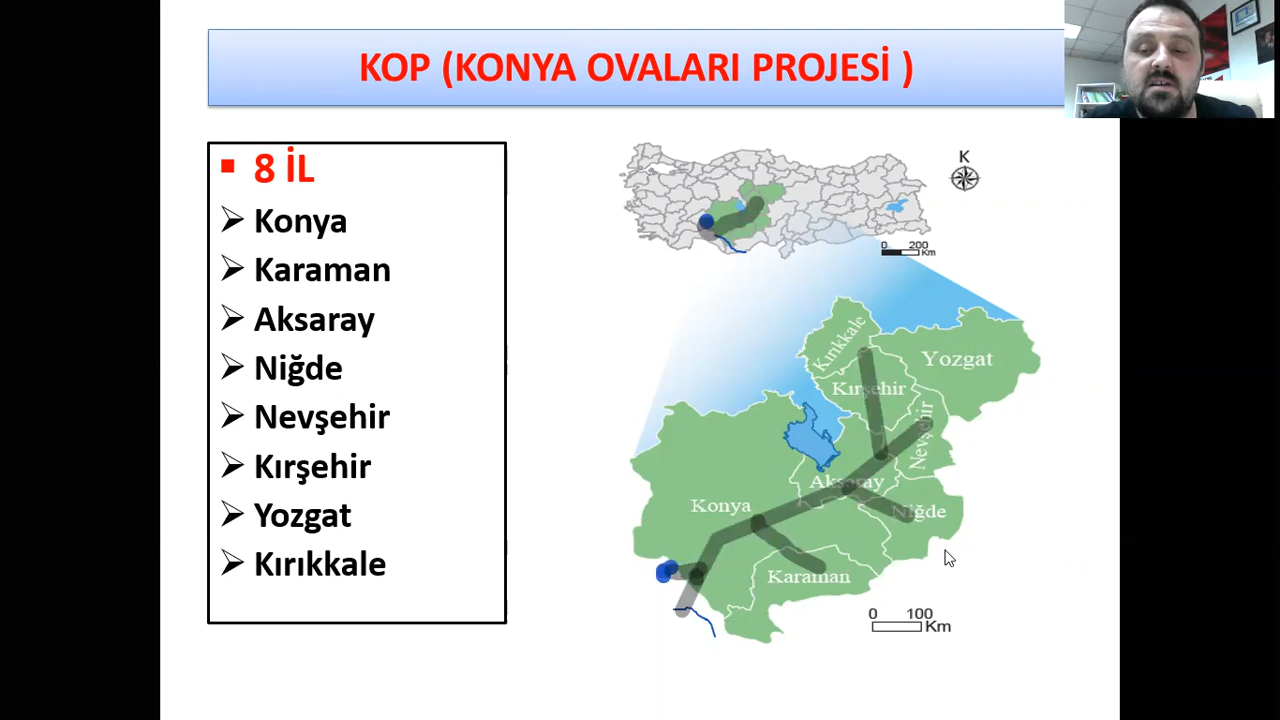 KOP (KONYA OVALARI PROJESİ )
8 İL
Konya
Karaman
Aksaray
Niğde
Nevşehir
Kırşehir
Yozgat
Kırıkkale
K
0 200
Km
Kırıkkale
Yozgat
Kırşehir
Nevşehir
Aksaray
Konya
Niğde
Karaman
0 100
Km